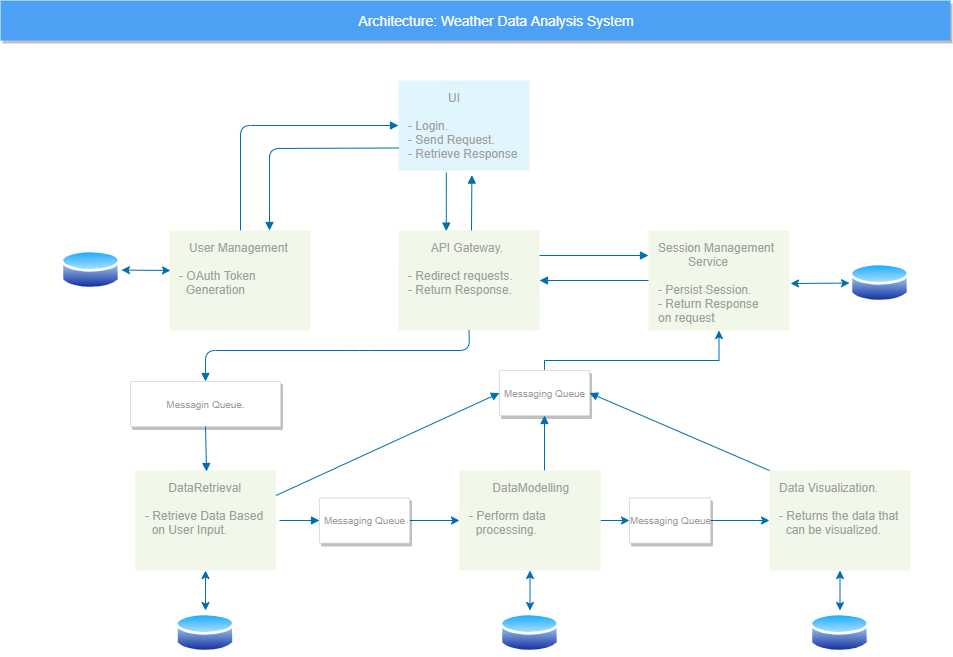 Architecture: Weather Data Analysis System
UI
- Login.
- Send Request.
- Retrieve Response
User Management
- OAuth Token
Generation
API Gateway.
- Redirect requests.
- Return Response.
Session Management
Service
- Persist Session.
- Return Response
on request
Messagin Queue.
Messaging Queue
DataRetrieval
- Retrieve Data Based
on User Input.
Messaging Queue
DataModelling
- Perform data
processing.
Messaging Queue
Data Visualization.
- Returns the data that
can be visualized.